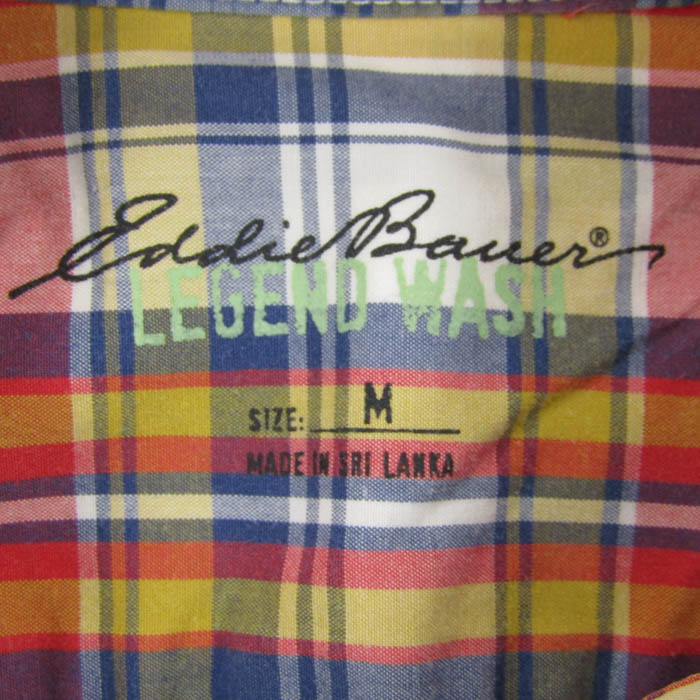 Eddie Bauer®
LEGEND WASH
SIZE: M
MADE IN SRI LANKA